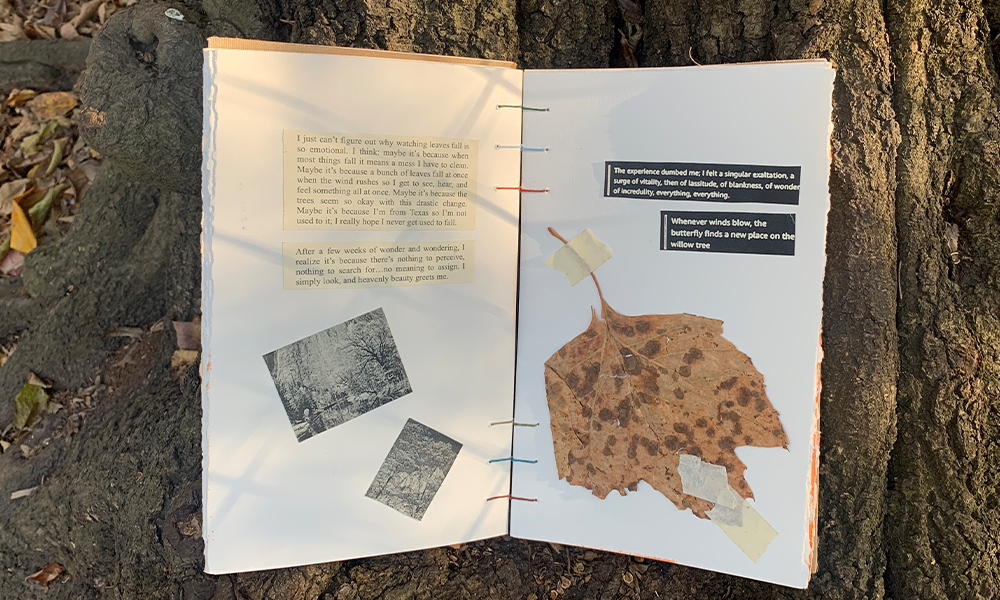 I just can't figure out why watching leaves fall is
so emotional. I think: maybe it's because when
most things fall it means a mess I have to clean.
Maybe it's because a bunch of leaves fall at once
when the wind rushes so I get to see, hear, and
feel something all at once. Maybe it's because the
trees seem so okay with this drastic change.
Maybe it's because I'm from Texas so I'm not
used to it; I really hope I never get used to fall.
After a few weeks of wonder and wondering, I
realize it's because there's nothing to perceive,
nothing to search for…no meaning to assign. I
simply look, and heavenly beauty greets me.
The experience dumbed me; I felt a singular exaltation, a
surge of vitality, then of lassitude, of blankness, of wonder
of incredulity, everything, everything.
Whenever winds blow, the
butterfly finds a new place on the
willow tree